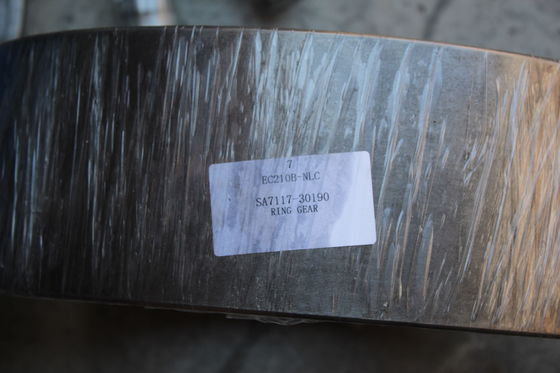 7
EC210B-NLC
SA7117-30190
RING GEAR